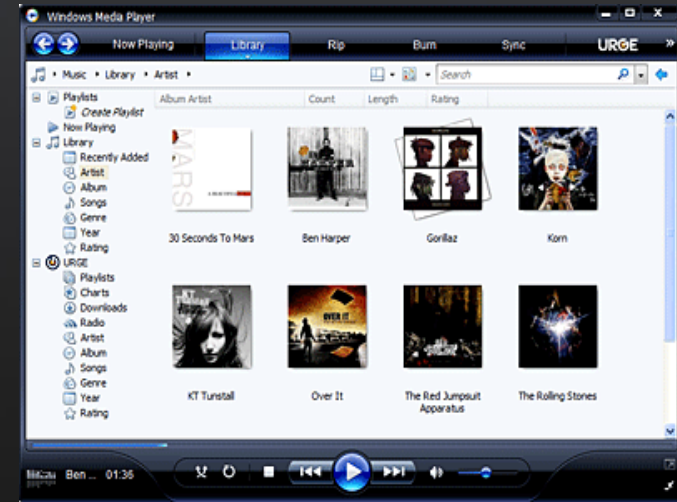 Windows Media Player
Now Playing Library Rip Burn Sync URGE »
Music Library Artist Search
Playlists
Create Playlist
Now Playing
Library
Recently Added
Artist
Album
Songs
Genre
Year
Rating
URGE
Playlists
Charts
Downloads
Radio
Artist
Album
Songs
Genre
Year
Rating
Album Artist Count Length Rating
MARS
30 Seconds To Mars Ben Harper Gorillaz Korn
OVER IT
KT Tunstall Over It The Red Jumpsuit Apparatus The Rolling Stones
Ben ... 01:36